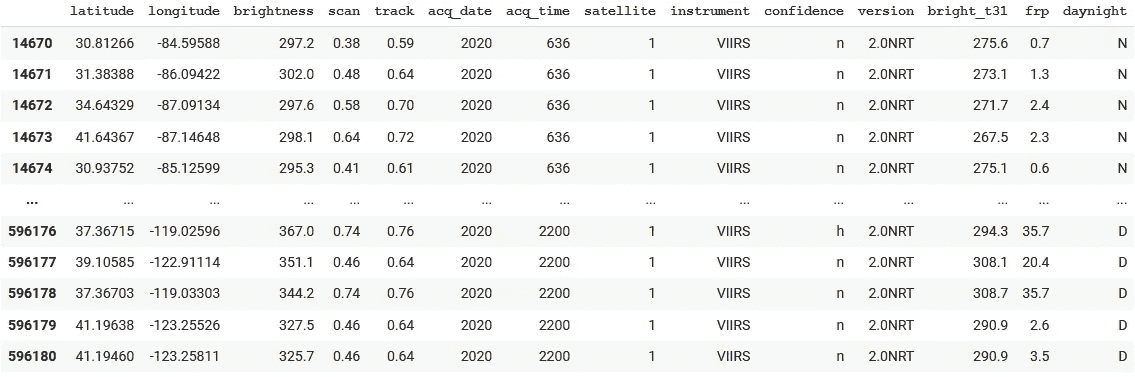 latitude longitude brightness scan track acq_date acq_time satellite instrument confidence version bright_t31 frp daynight
14670 30.81266 -84.59588 297.2 0.38 0.59 2020 636 1 VIIRS n 2.0NRT 275.6 0.7 N
14671 31.38388 -86.09422 302.0 0.48 0.64 2020 636 1 VIIRS n 2.0NRT 273.1 1.3 N
14672 34.64329 -87.09134 297.6 0.58 0.70 2020 636 1 VIIRS n 2.0NRT 271.7 2.4 N
14673 41.64367 -87.14648 298.1 0.64 0.72 2020 636 1 VIIRS n 2.0NRT 267.5 2.3 N
14674 30.93752 -85.12599 295.3 0.41 0.61 2020 636 1 VIIRS n 2.0NRT 275.1 0.6 N
... ... ... ... ... ... ... ... ... ... ... ... ... ... ...
596176 37.36715 -119.02596 367.0 0.74 0.76 2020 2200 1 VIIRS h 2.0NRT 294.3 35.7 D
596177 39.10585 -122.91114 351.1 0.46 0.64 2020 2200 1 VIIRS n 2.0NRT 308.1 20.4 D
596178 37.36703 -119.03303 344.2 0.74 0.76 2020 2200 1 VIIRS n 2.0NRT 308.7 35.7 D
596179 41.19638 -123.25526 327.5 0.46 0.64 2020 2200 1 VIIRS n 2.0NRT 290.9 2.6 D
596180 41.19460 -123.25811 325.7 0.46 0.64 2020 2200 1 VIIRS n 2.0NRT 290.9 3.5 D